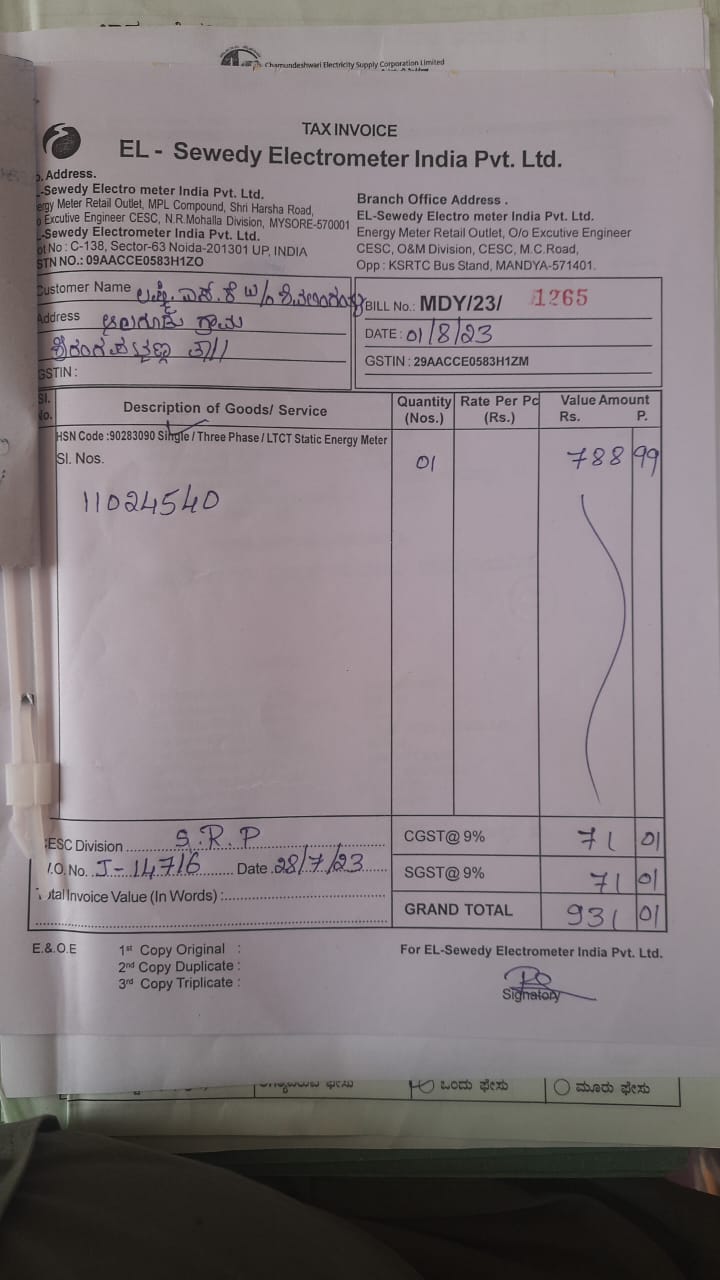 Chamundeshwari Electricity Supply Corporation Limited
TAX INVOICE
EL - Sewedy Electrometer India Pvt. Ltd.
Address.
-Sewedy Electro meter India Pvt. Ltd.
ergy Meter Retail Outlet, MPL Compound, Shri Harsha Road,
Excutive Engineer CESC, N.R.Mohalla Division, MYSORE-570001
-Sewedy Electrometer Pvt. Ltd.
ot No : C-138, Sector-63 Noida-201301 UP, INDIA
STN NO.: 09AACCE0583H1ZO
Branch Office Address .
EL-Sewedy Electro meter India Pvt. Ltd.
Energy Meter Retail Outlet, O/o Excutive Engineer
CESC, O&M Division, CESC, M.C.Road,
Opp : KSRTC Bus Stand, MANDYA-571401.
Customer Name
Address ಗ್ರಾಮ
ಶ್ರೀರಂಗಪಟ್ಟಣ ತಾ//
GSTIN :
BILL No.: MDY/23/ 1265
DATE : 01/8/23
GSTIN : 29AACCE0583H1ZM
Sl. No. Description of Goods/ Service Quantity (Nos.) Rate Per Pc (Rs.) Value Amount Rs. P.
HSN Code :90283090 Single / Three Phase / LTCT Static Energy Meter
Sl. Nos. 01 788 99
11024540
CESC Division S.R.P
CGST@ 9% 71 01
.O. No. J-14716 Date 28/7/23
SGST@ 9% 71 01
Total Invoice Value (In Words) :
GRAND TOTAL 931 01
E.&.O.E
1st Copy Original :
2nd Copy Duplicate :
3rd Copy Triplicate :
For EL-Sewedy Electrometer India Pvt. Ltd.
Signatory
ಒಂದು ಫೇಸು ಮೂರು ಫೇಸು